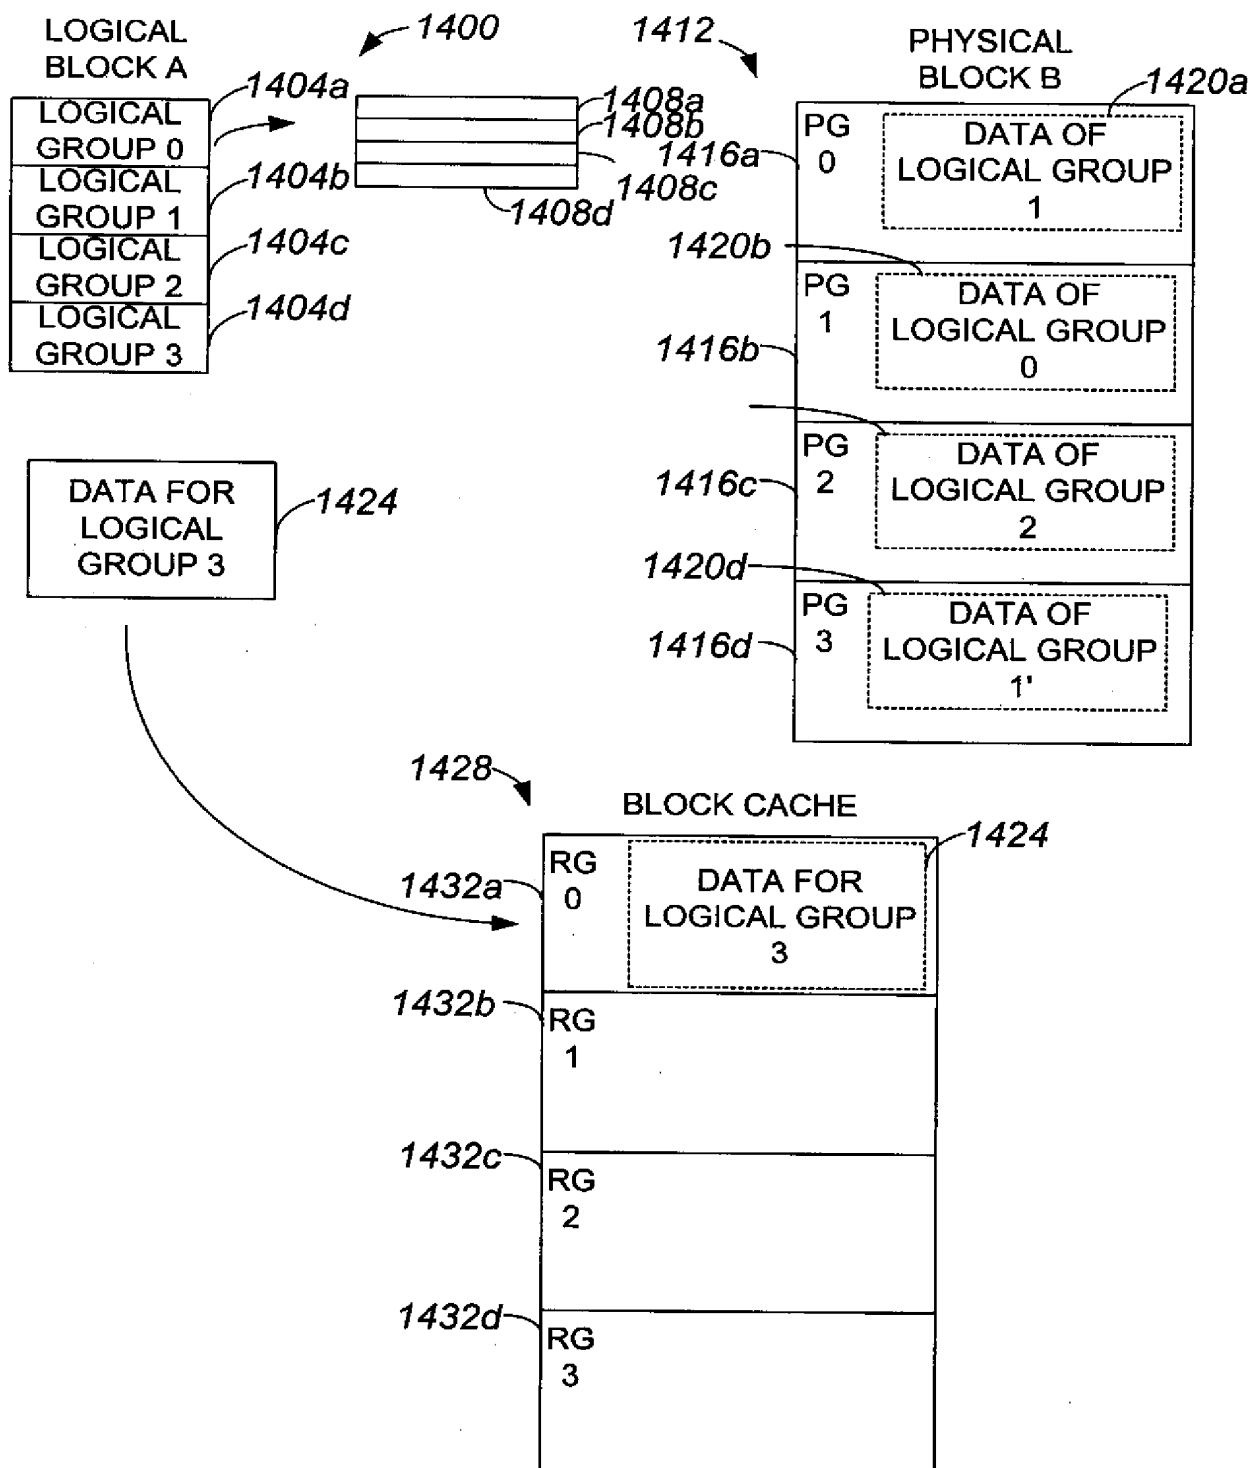 LOGICAL
BLOCK A
1400
1404a
LOGICAL
GROUP 0
1404b
LOGICAL
GROUP 1
1404c
LOGICAL
GROUP 2
1404d
LOGICAL
GROUP 3
1408a
1408b
1408c
1408d
1412
PHYSICAL
BLOCK B
1420a
1416a
PG
0
DATA OF
LOGICAL GROUP
1
1420b
1416b
PG
1
DATA OF
LOGICAL GROUP
0
1416c
PG
2
DATA OF
LOGICAL GROUP
2
1420d
1416d
PG
3
DATA OF
LOGICAL GROUP
1'
DATA FOR
LOGICAL
GROUP 3
1424
1428
BLOCK CACHE
1424
1432a
RG
0
DATA FOR
LOGICAL GROUP
3
1432b
RG
1
1432c
RG
2
1432d
RG
3